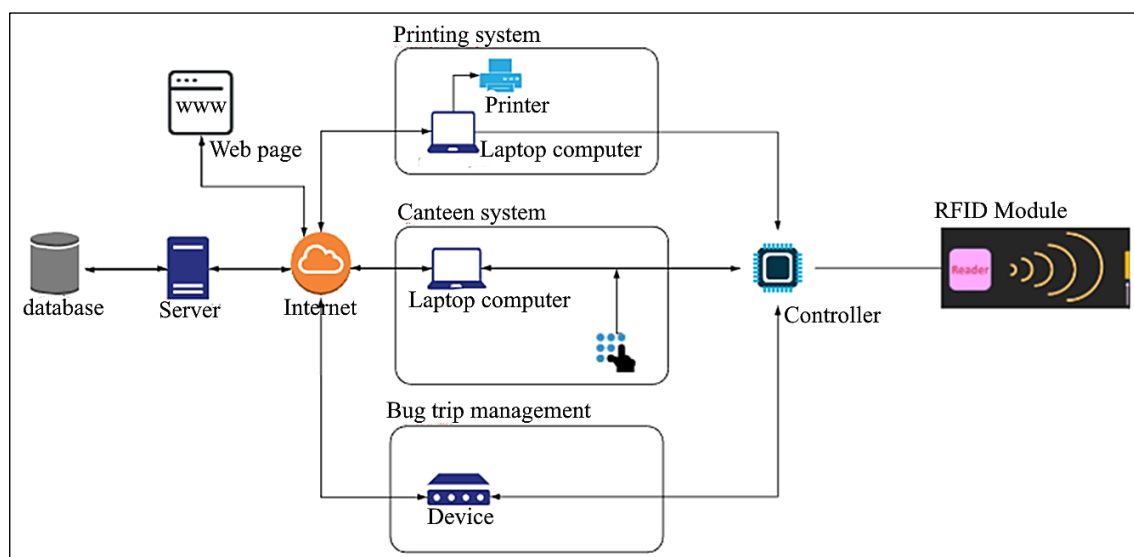 Printing system
Printer
Laptop computer
www
Web page
Canteen system
Laptop computer
RFID Module
Reader
database
Server
Internet
Controller
Bug trip management
Device